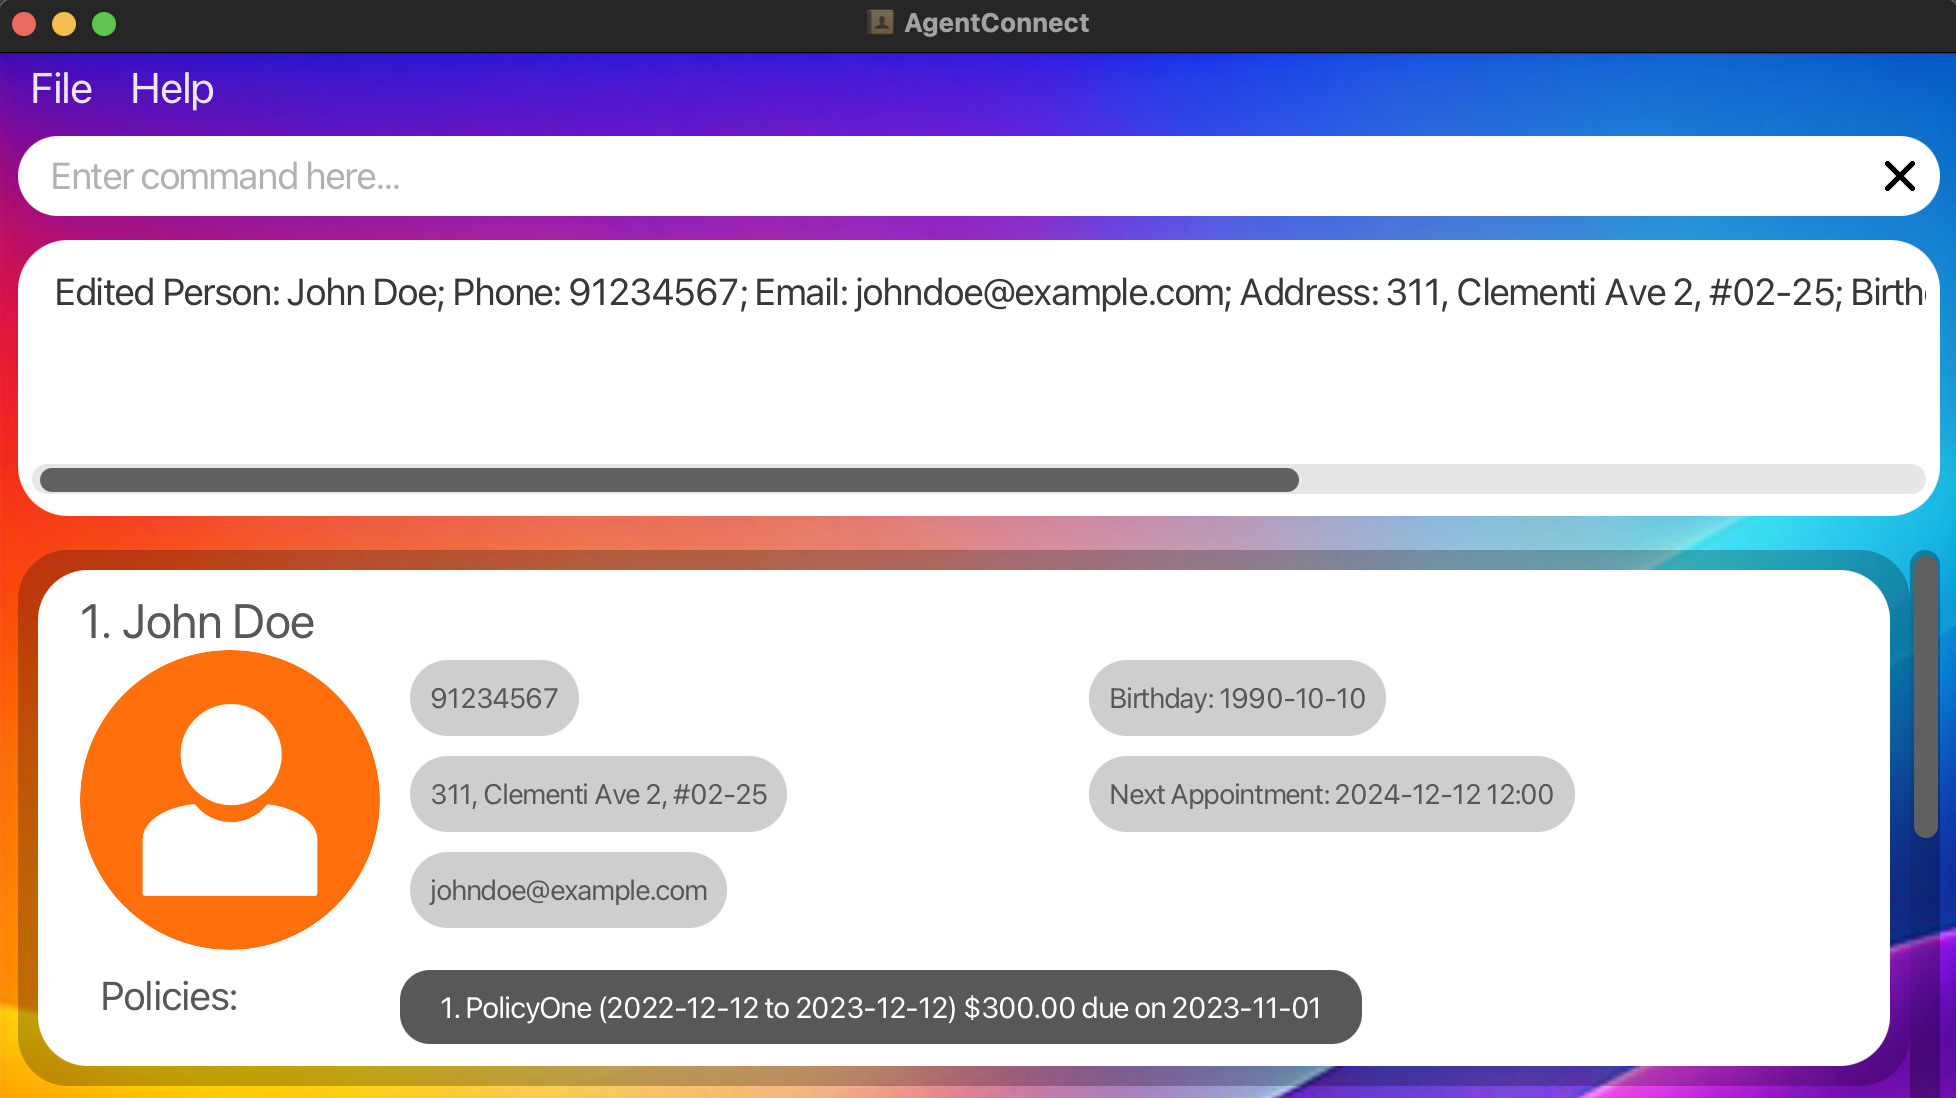 AgentConnect
File Help
Enter command here...
Edited Person: John Doe; Phone: 91234567; Email: johndoe@example.com; Address: 311, Clementi Ave 2, #02-25;
1. John Doe
91234567
Birthday: 1990-10-10
311, Clementi Ave 2, #02-25
Next Appointment: 2024-12-12 12:00
johndoe@example.com
Policies:
1. PolicyOne (2022-12-12 to 2023-12-12) $300.00 due on 2023-11-01